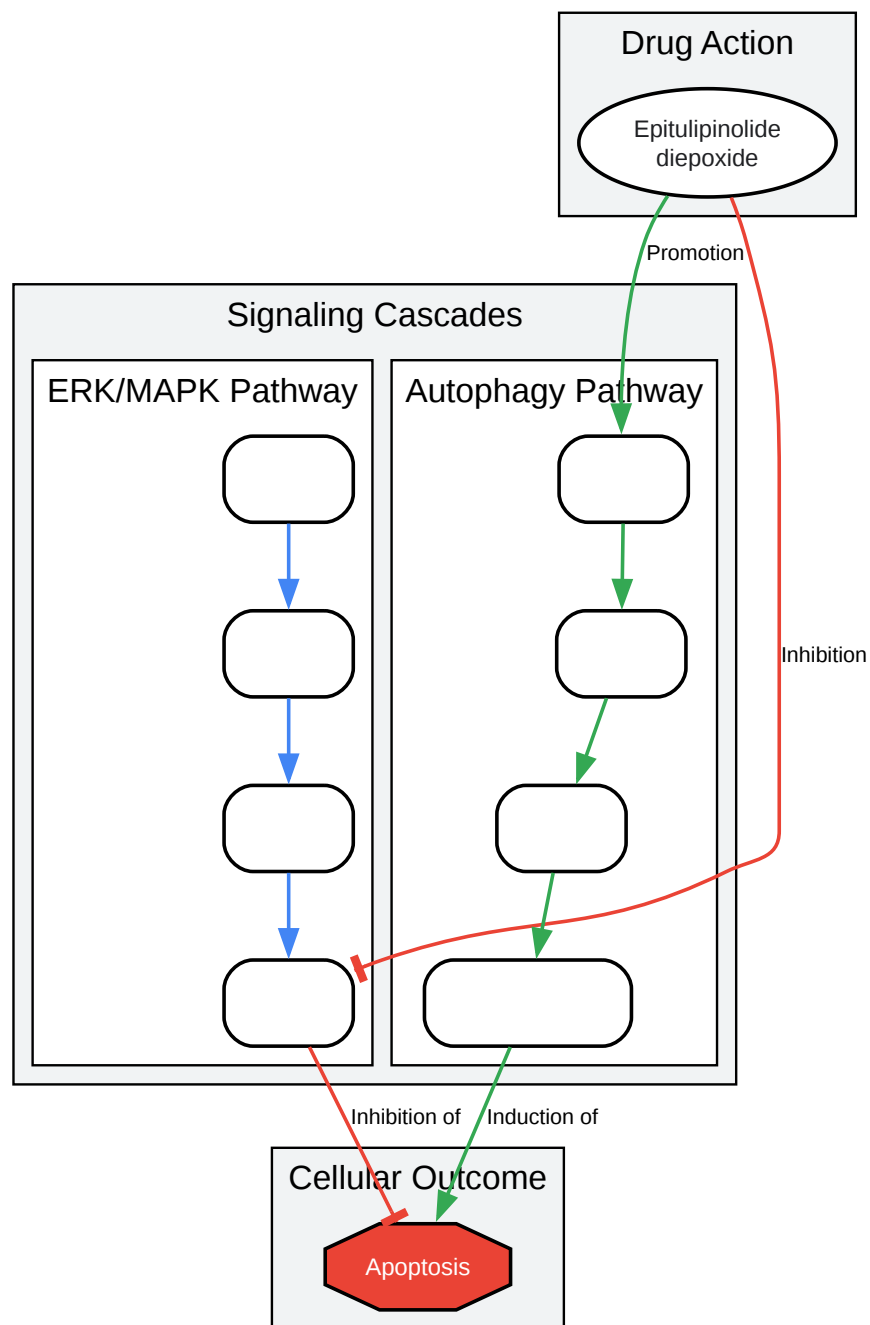 Drug Action
Epitulipinolide
diepoxide
Promotion
Signaling Cascades
ERK/MAPK Pathway
Autophagy Pathway
Inhibition
Inhibition of
Induction of
Cellular Outcome
Apoptosis